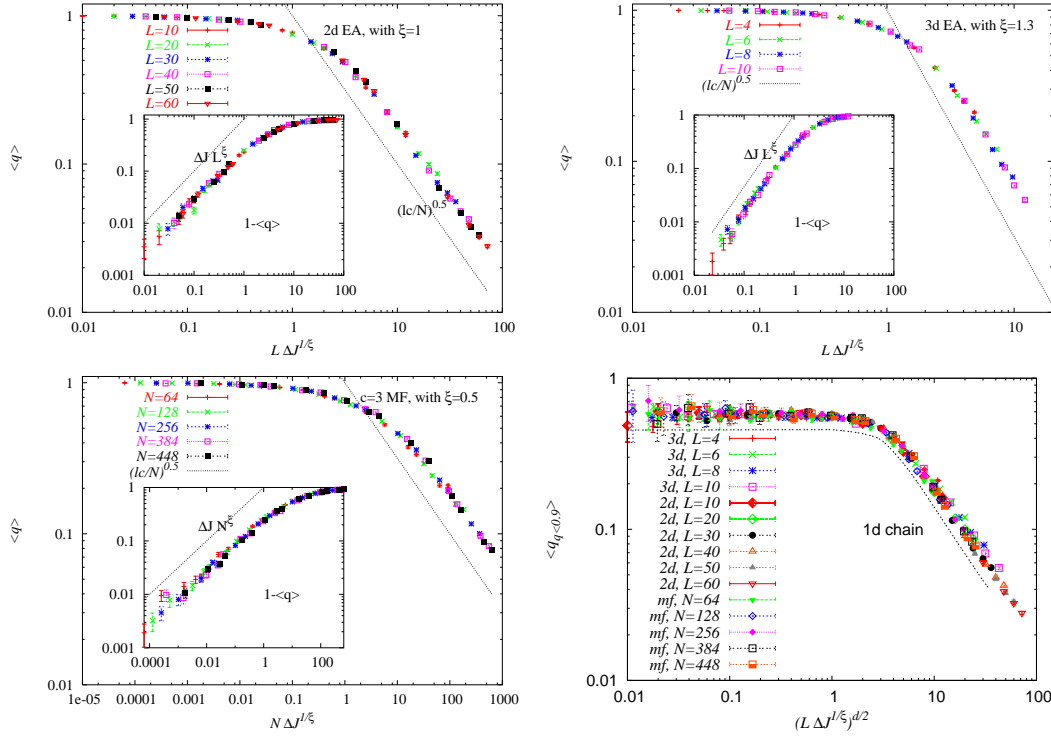 2d EA, with ξ=1
L=10
L=20
L=30
L=40
L=50
L=60
ΔJ L^ξ
1-<q>
(lc/N)^0.5
1
0.1
0.01
0.001
0.01 0.1 1 10 100
<q>
1
0.1
0.01
0.01 0.1 1 10 100
L ΔJ^1/ξ
3d EA, with ξ=1.3
L=4
L=6
L=8
L=10
(lc/N)^0.5
ΔJ L^ξ
1-<q>
1
0.1
0.01
0.001
0.01 0.1 1 10 100
<q>
1
0.1
0.01
0.01 0.1 1 10
L ΔJ^1/ξ
c=3 MF, with ξ=0.5
N=64
N=128
N=256
N=384
N=448
(lc/N)^0.5
ΔJ N^ξ
1-<q>
1
0.1
0.01
0.001
0.0001 0.01 1 100
<q>
1
0.1
0.01
1e-05 0.0001 0.001 0.01 0.1 1 10 100 1000
N ΔJ^1/ξ
3d, L=4
3d, L=6
3d, L=8
3d, L=10
2d, L=10
2d, L=20
2d, L=30
2d, L=40
2d, L=50
2d, L=60
mf, N=64
mf, N=128
mf, N=256
mf, N=384
mf, N=448
1d chain
<q_q<0.9>
1
0.1
0.01
0.01 0.1 1 10 100
(L ΔJ^1/ξ)^d/2